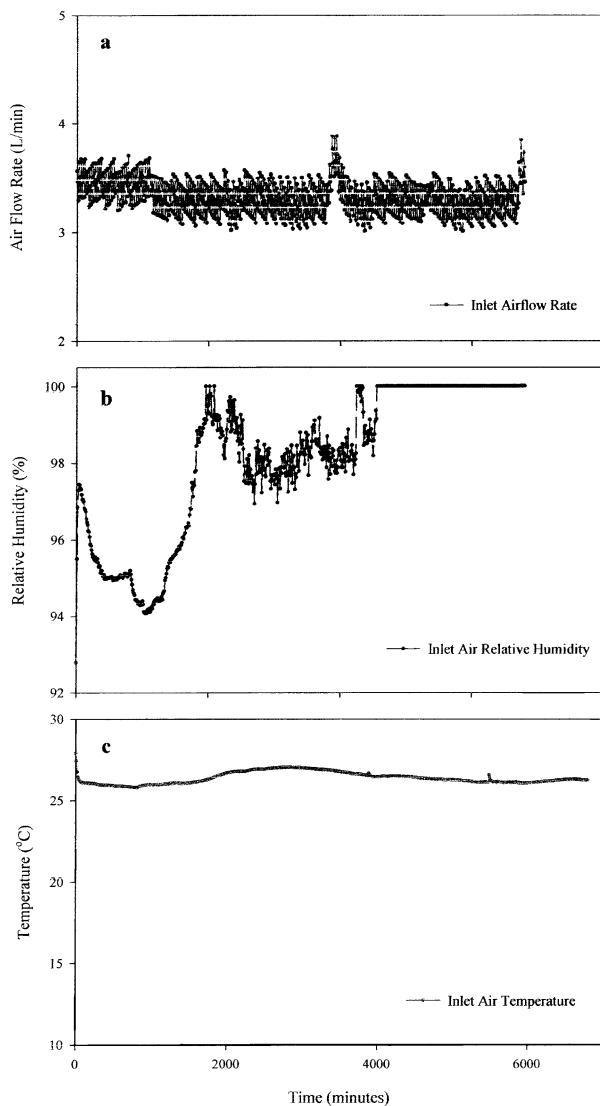 a
5
4
3
2
Air Flow Rate (L/min)
Inlet Airflow Rate
b
100
98
96
94
92
Relative Humidity (%)
Inlet Air Relative Humidity
c
30
25
20
15
10
Temperature (°C)
Inlet Air Temperature
0
2000
4000
6000
Time (minutes)